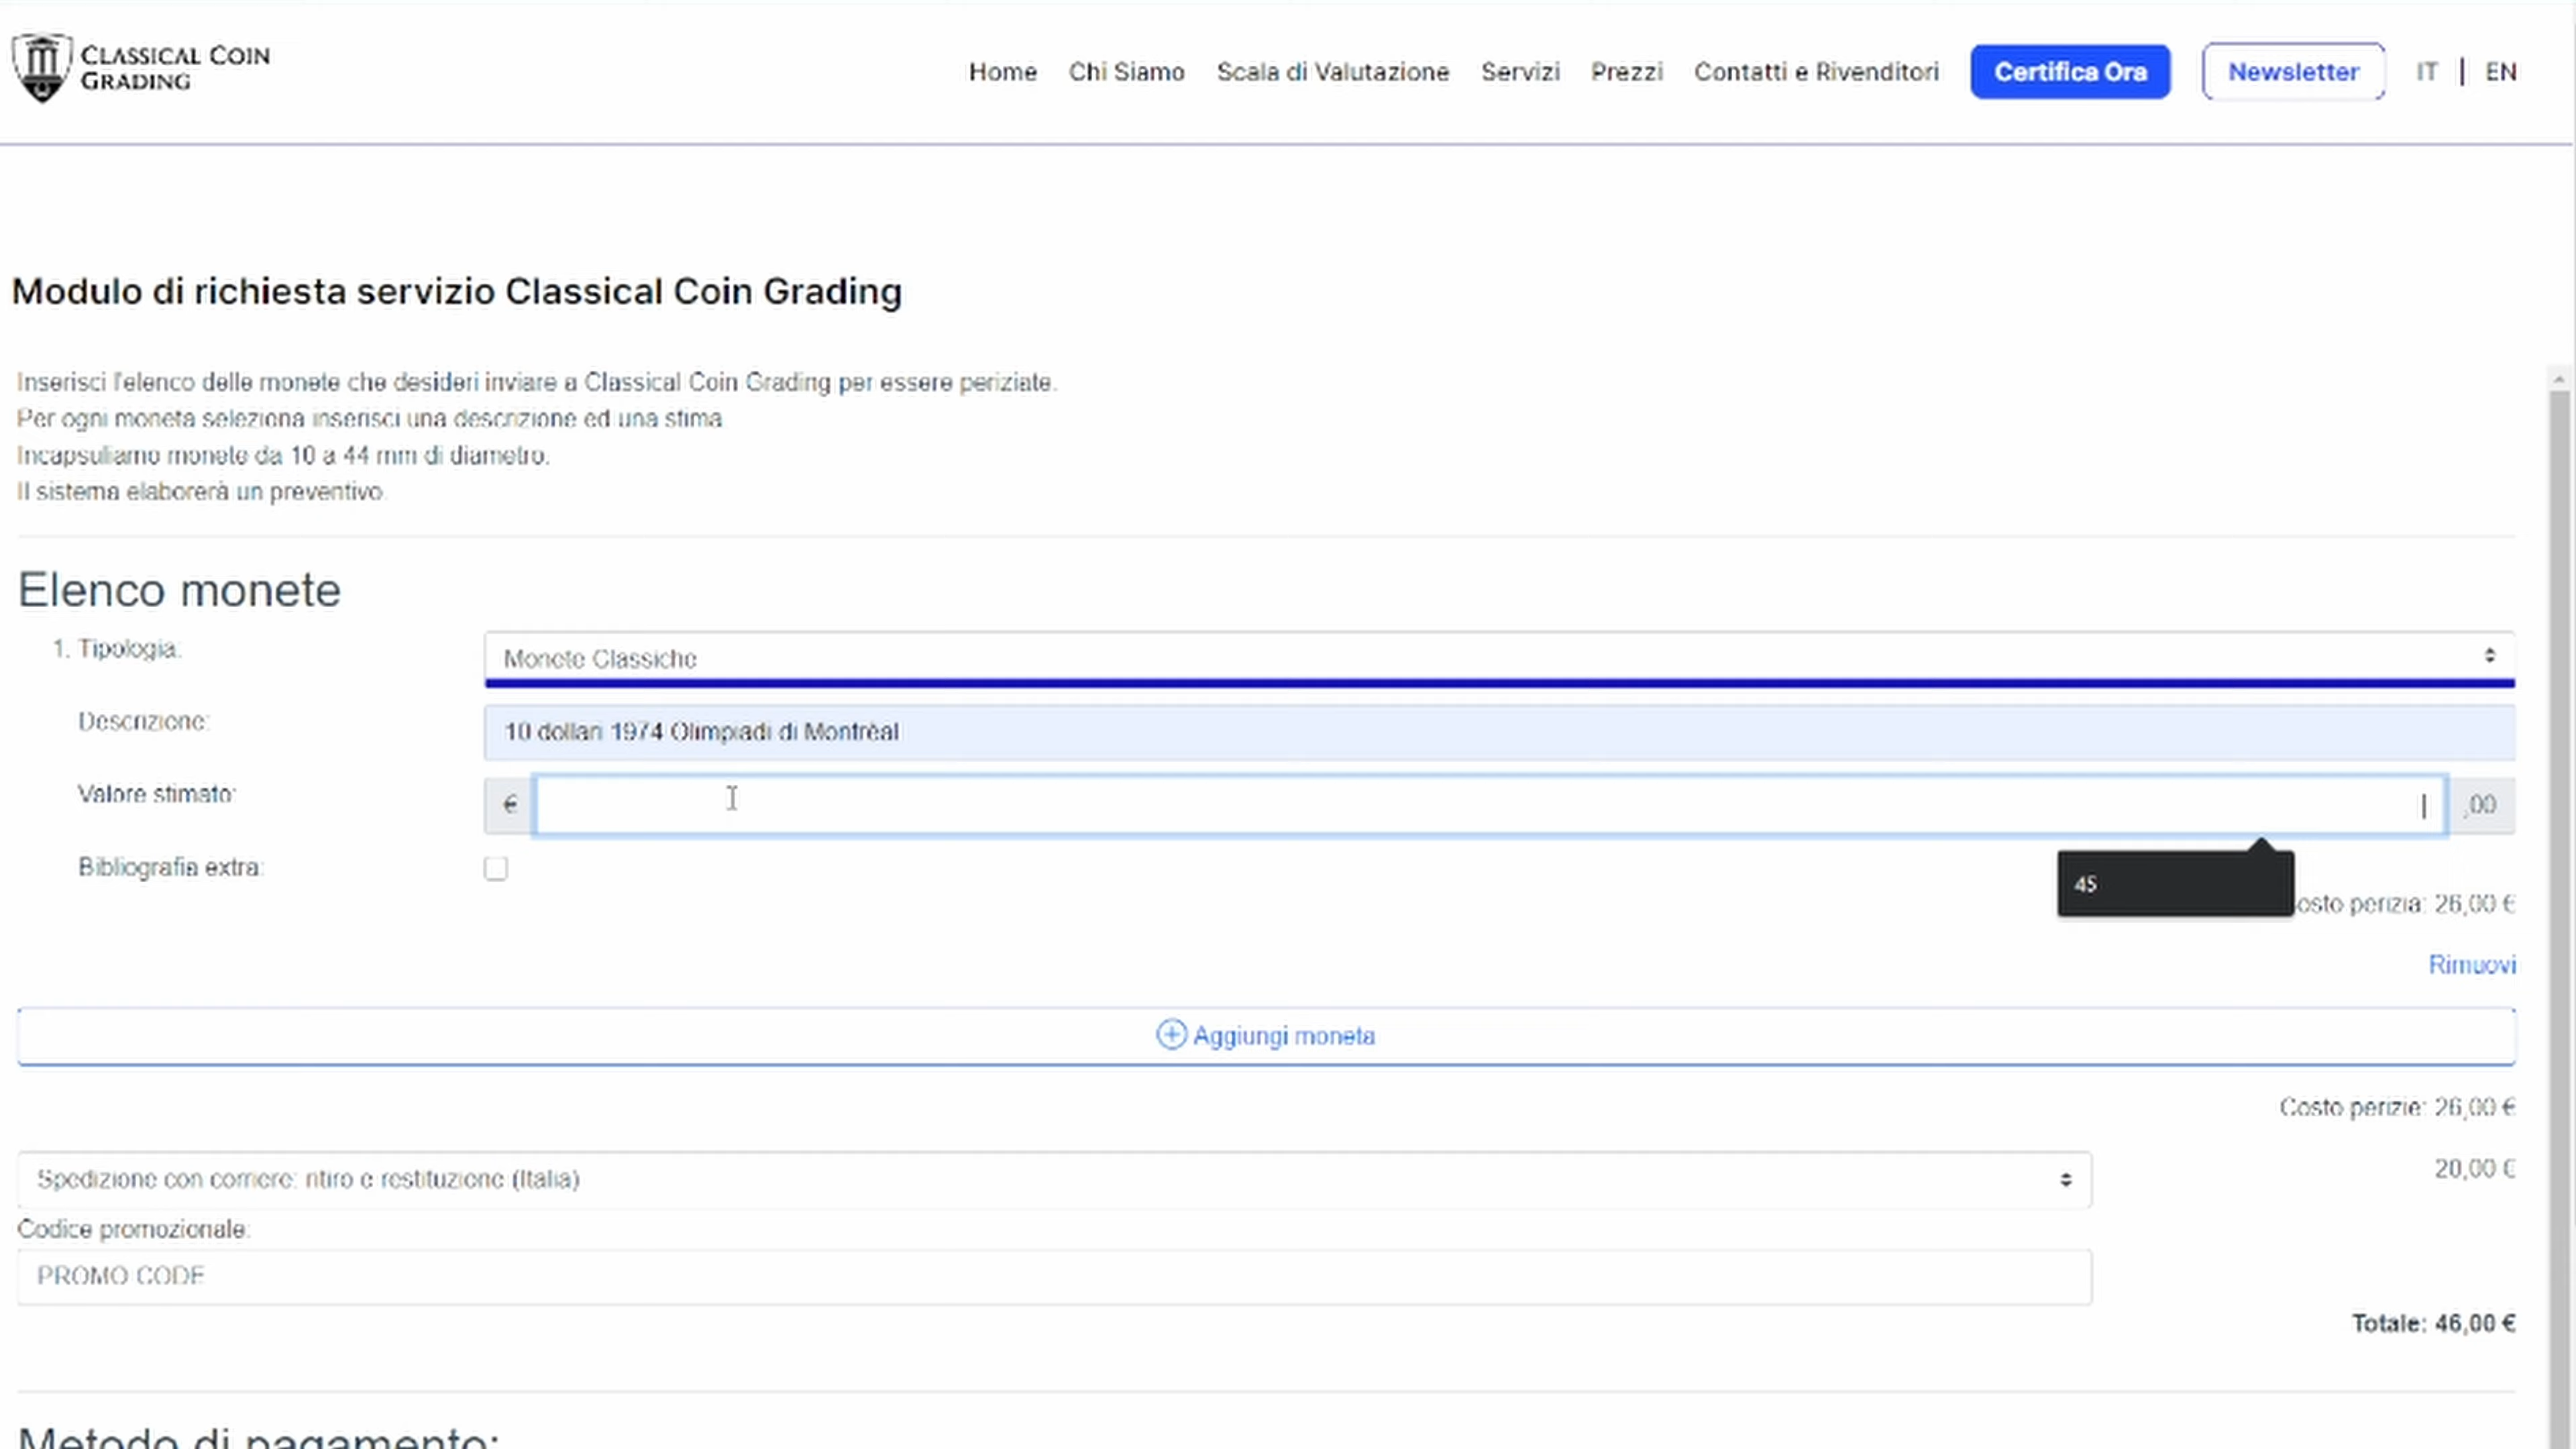 CLASSICAL COIN
GRADING
Home Chi Siamo Scala di Valutazione Servizi Prezzi Contatti e Rivenditori Certifica Ora Newsletter IT | EN
Modulo di richiesta servizio Classical Coin Grading
Inserisci l'elenco delle monete che desideri inviare a Classical Coin Grading per essere periziate.
Per ogni moneta seleziona inserisci una descrizione ed una stima
Incapsuliamo monete da 10 a 44 mm di diametro.
Il sistema elaborerà un preventivo.
Elenco monete
1. Tipologia: Monete Classiche
Descrizione: 10 dollari 1974 Olimpiadi di Montréal
Valore stimato: € ,00
45
Bibliografia extra:
osto perizia: 26,00 €
Rimuovi
Aggiungi moneta
Costo perizie: 26,00 €
Spedizione con corriere: ritiro e restituzione (Italia) 20,00 €
Codice promozionale:
PROMO CODE
Totale: 46,00 €
Metodo di pagamento: